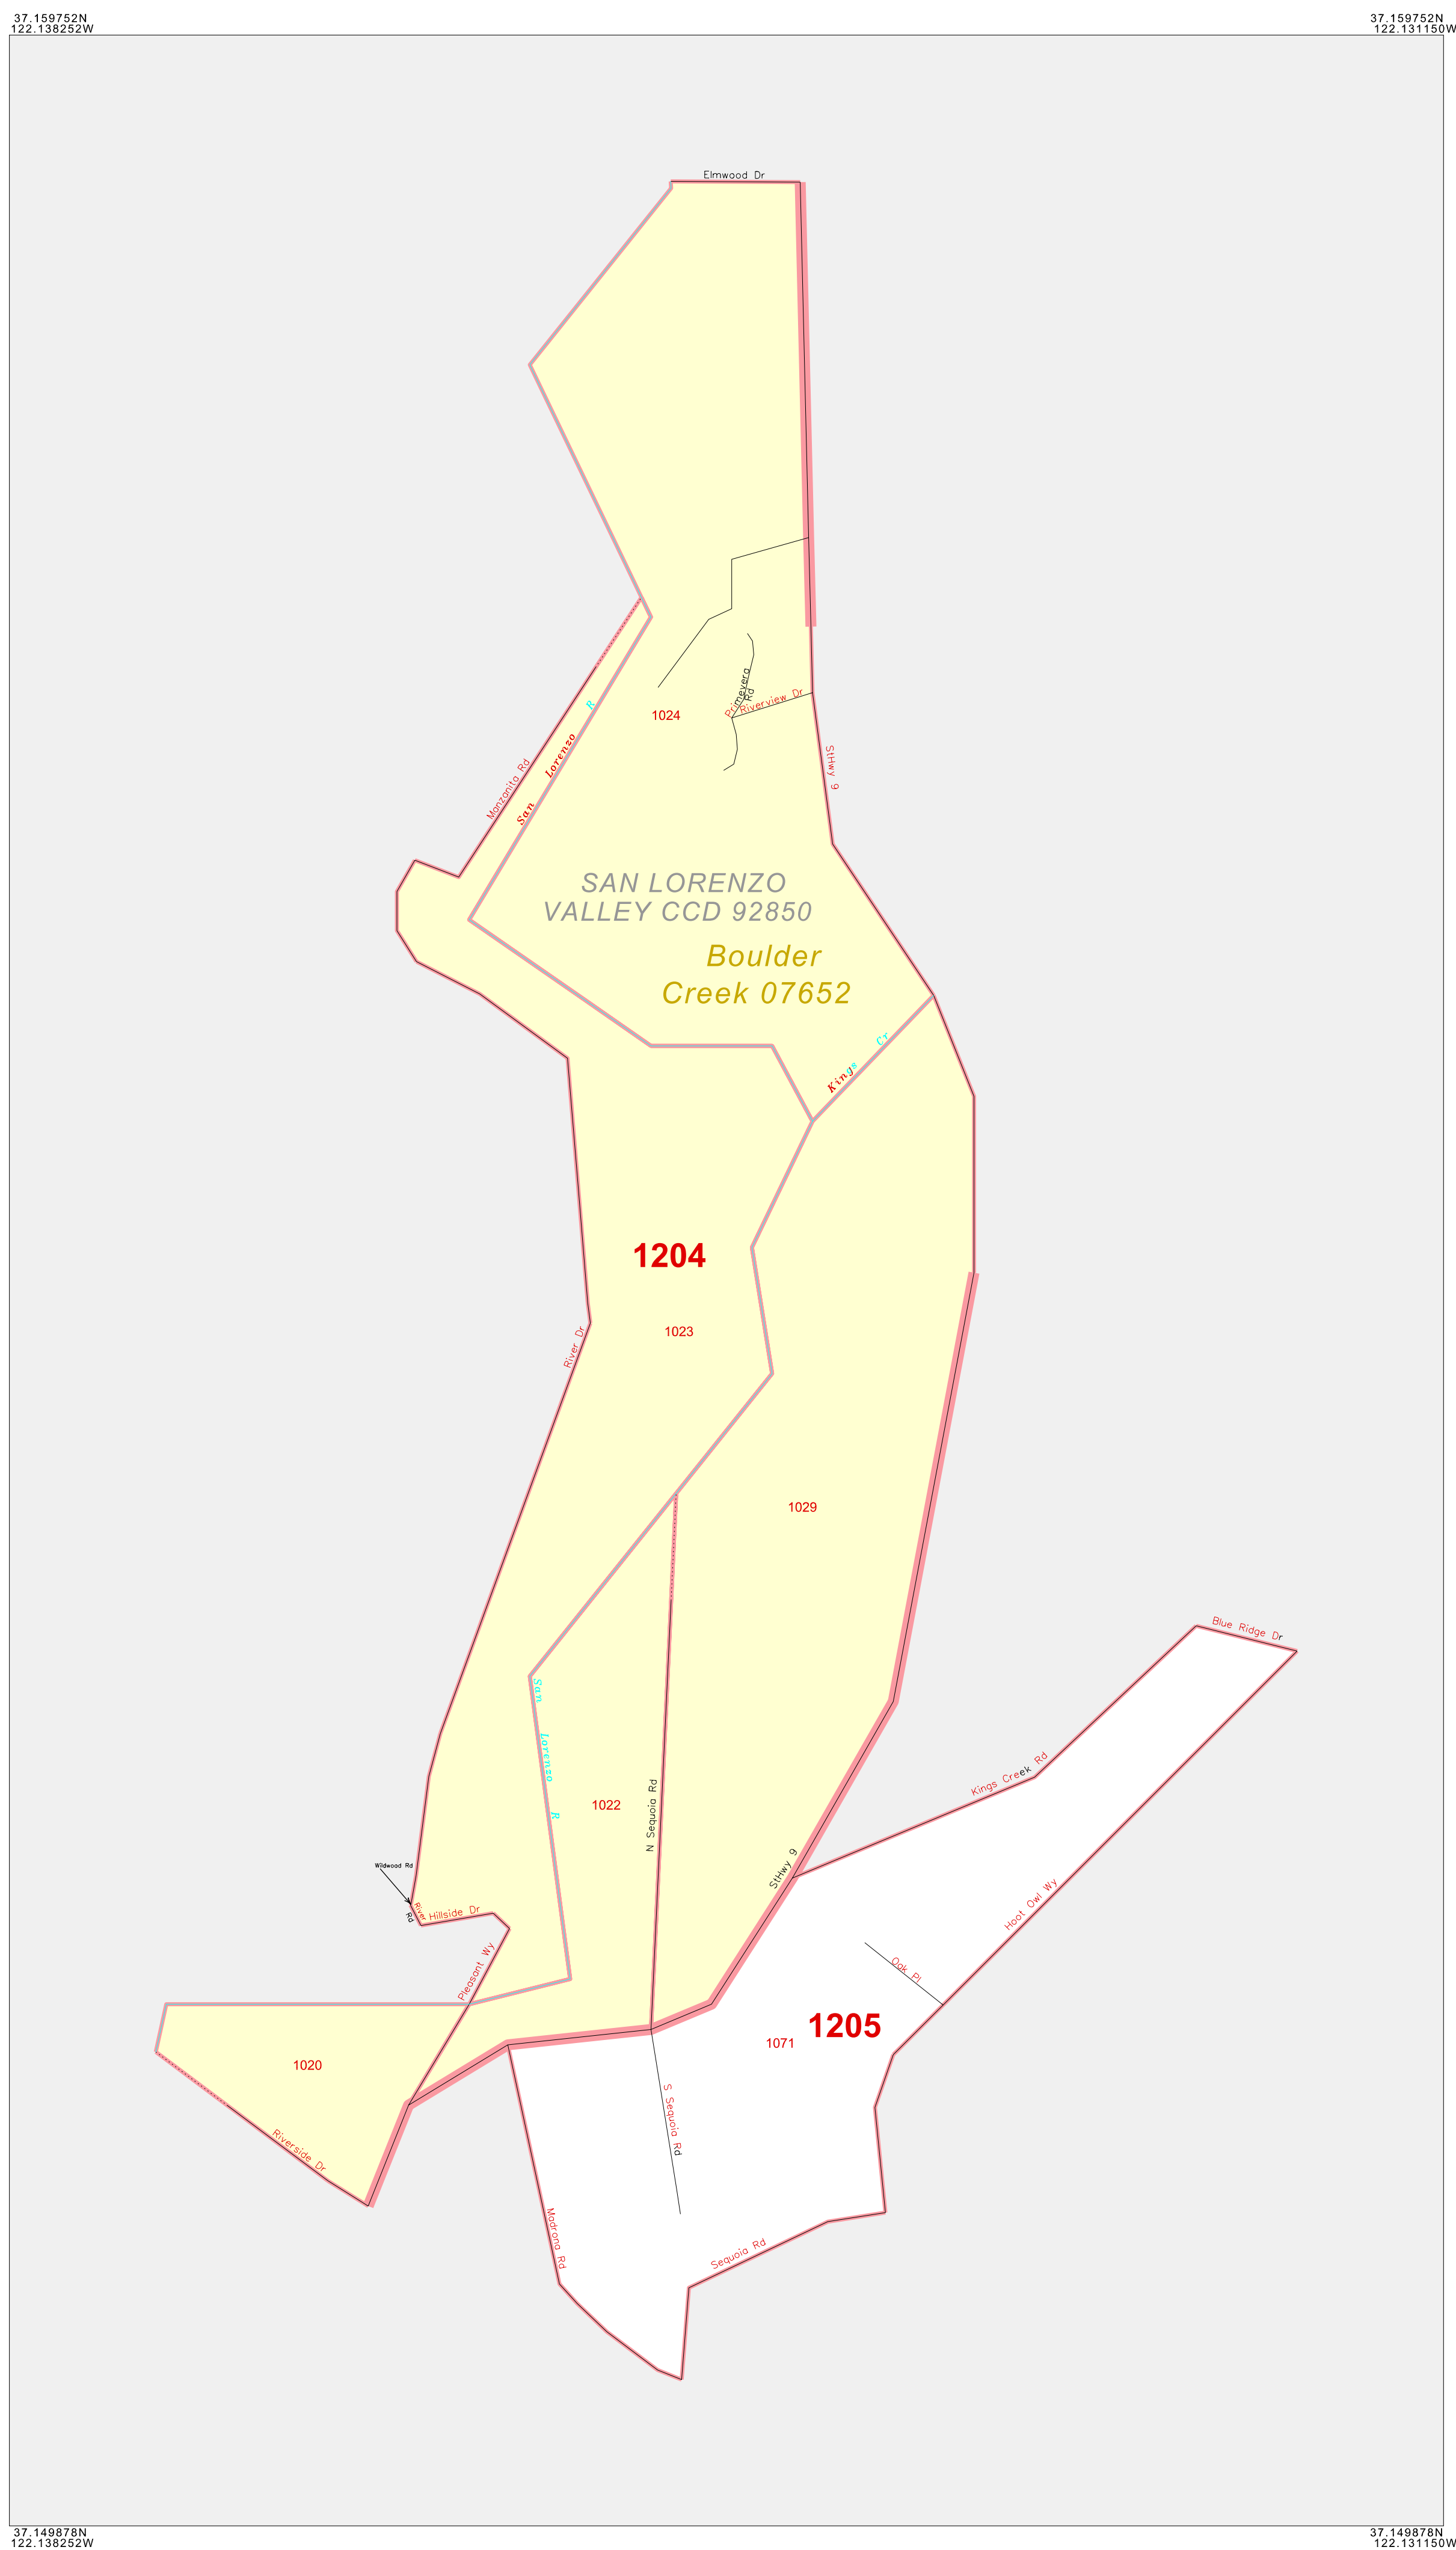 37.159752N
122.138252W
37.159752N
122.131150W
Elmwood Dr
Primevera
Rd
Riverview Dr
1024
StHwy 9
San Lorenzo R
Manzanita Rd
SAN LORENZO
VALLEY CCD 92850
Boulder
Creek 07652
Kings Cr
1204
1023
River Dr
1029
Blue Ridge Dr
San Lorenzo R
Kings Creek Rd
N Sequoia Rd
1022
StHwy 9
Wildwood Rd
River
Rd
Hillside Dr
Hoot Owl Wy
Pleasant Wy
Oak Pl
1205
1071
1020
S Sequoia Rd
Riverside Dr
Madrona Rd
Sequoia Rd
37.149878N
122.138252W
37.149878N
122.131150W